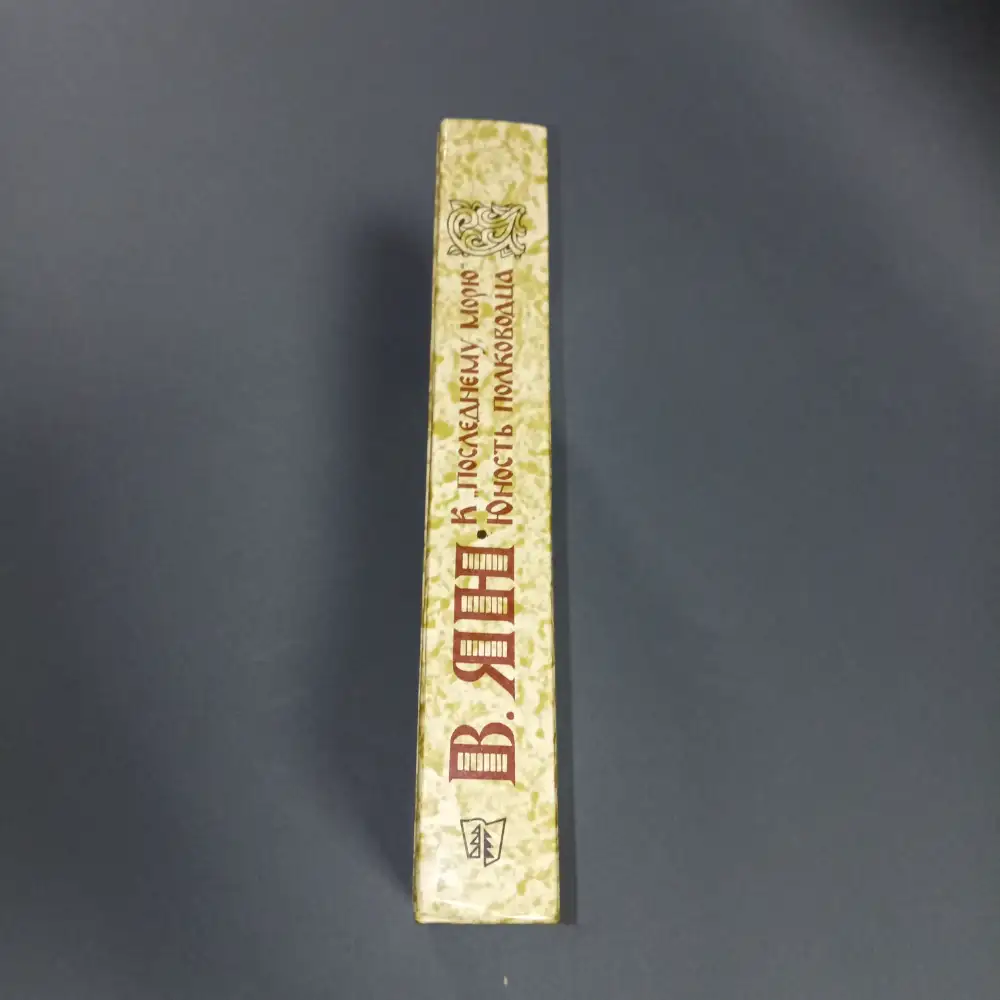 В. ЯН
К „Последнему морю"
Юность полководца